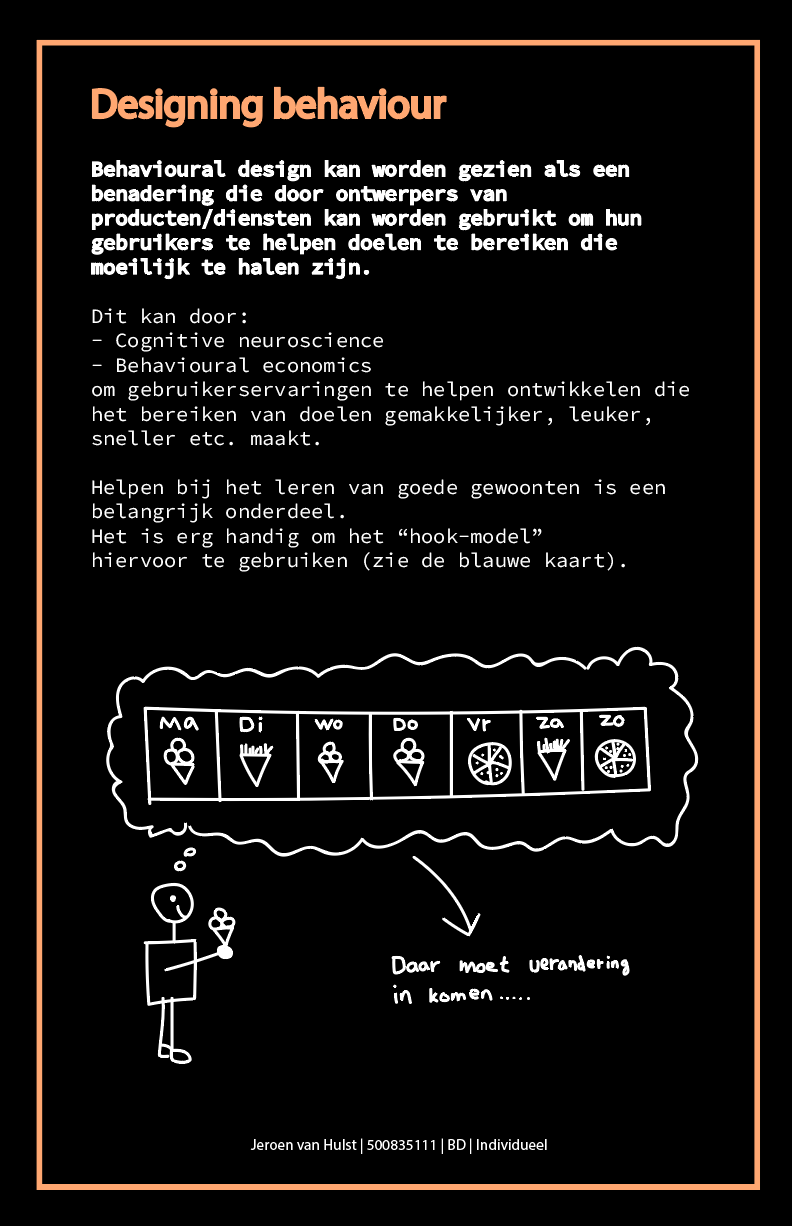 Designing behaviour
Behavioural design kan worden gezien als een
benadering die door ontwerpers van
producten/diensten kan worden gebruikt om hun
gebruikers te helpen doelen te bereiken die
moeilijk te halen zijn.
Dit kan door:
- Cognitive neuroscience
- Behavioural economics
om gebruikerservaringen te helpen ontwikkelen die
het bereiken van doelen gemakkelijker, leuker,
sneller etc. maakt.
Helpen bij het leren van goede gewoonten is een
belangrijk onderdeel.
Het is erg handig om het “hook-model”
hiervoor te gebruiken (zie de blauwe kaart).
Ma Di Wo Do Vr Za Zo
Daar moet verandering
in komen.....
Jeroen van Hulst | 500835111 | BD | Individueel